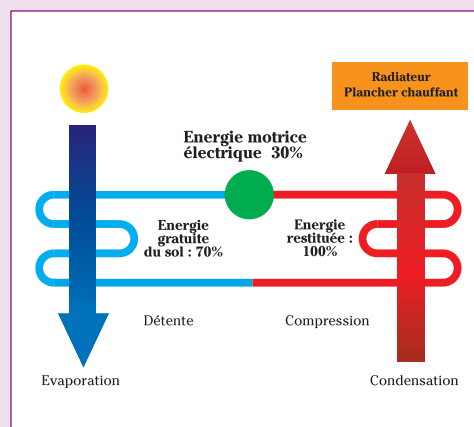 Radiateur
Plancher chauffant
Energie motrice
électrique 30%
Energie
gratuite
du sol : 70%
Energie
restituée :
100%
Détente
Compression
Evaporation
Condensation